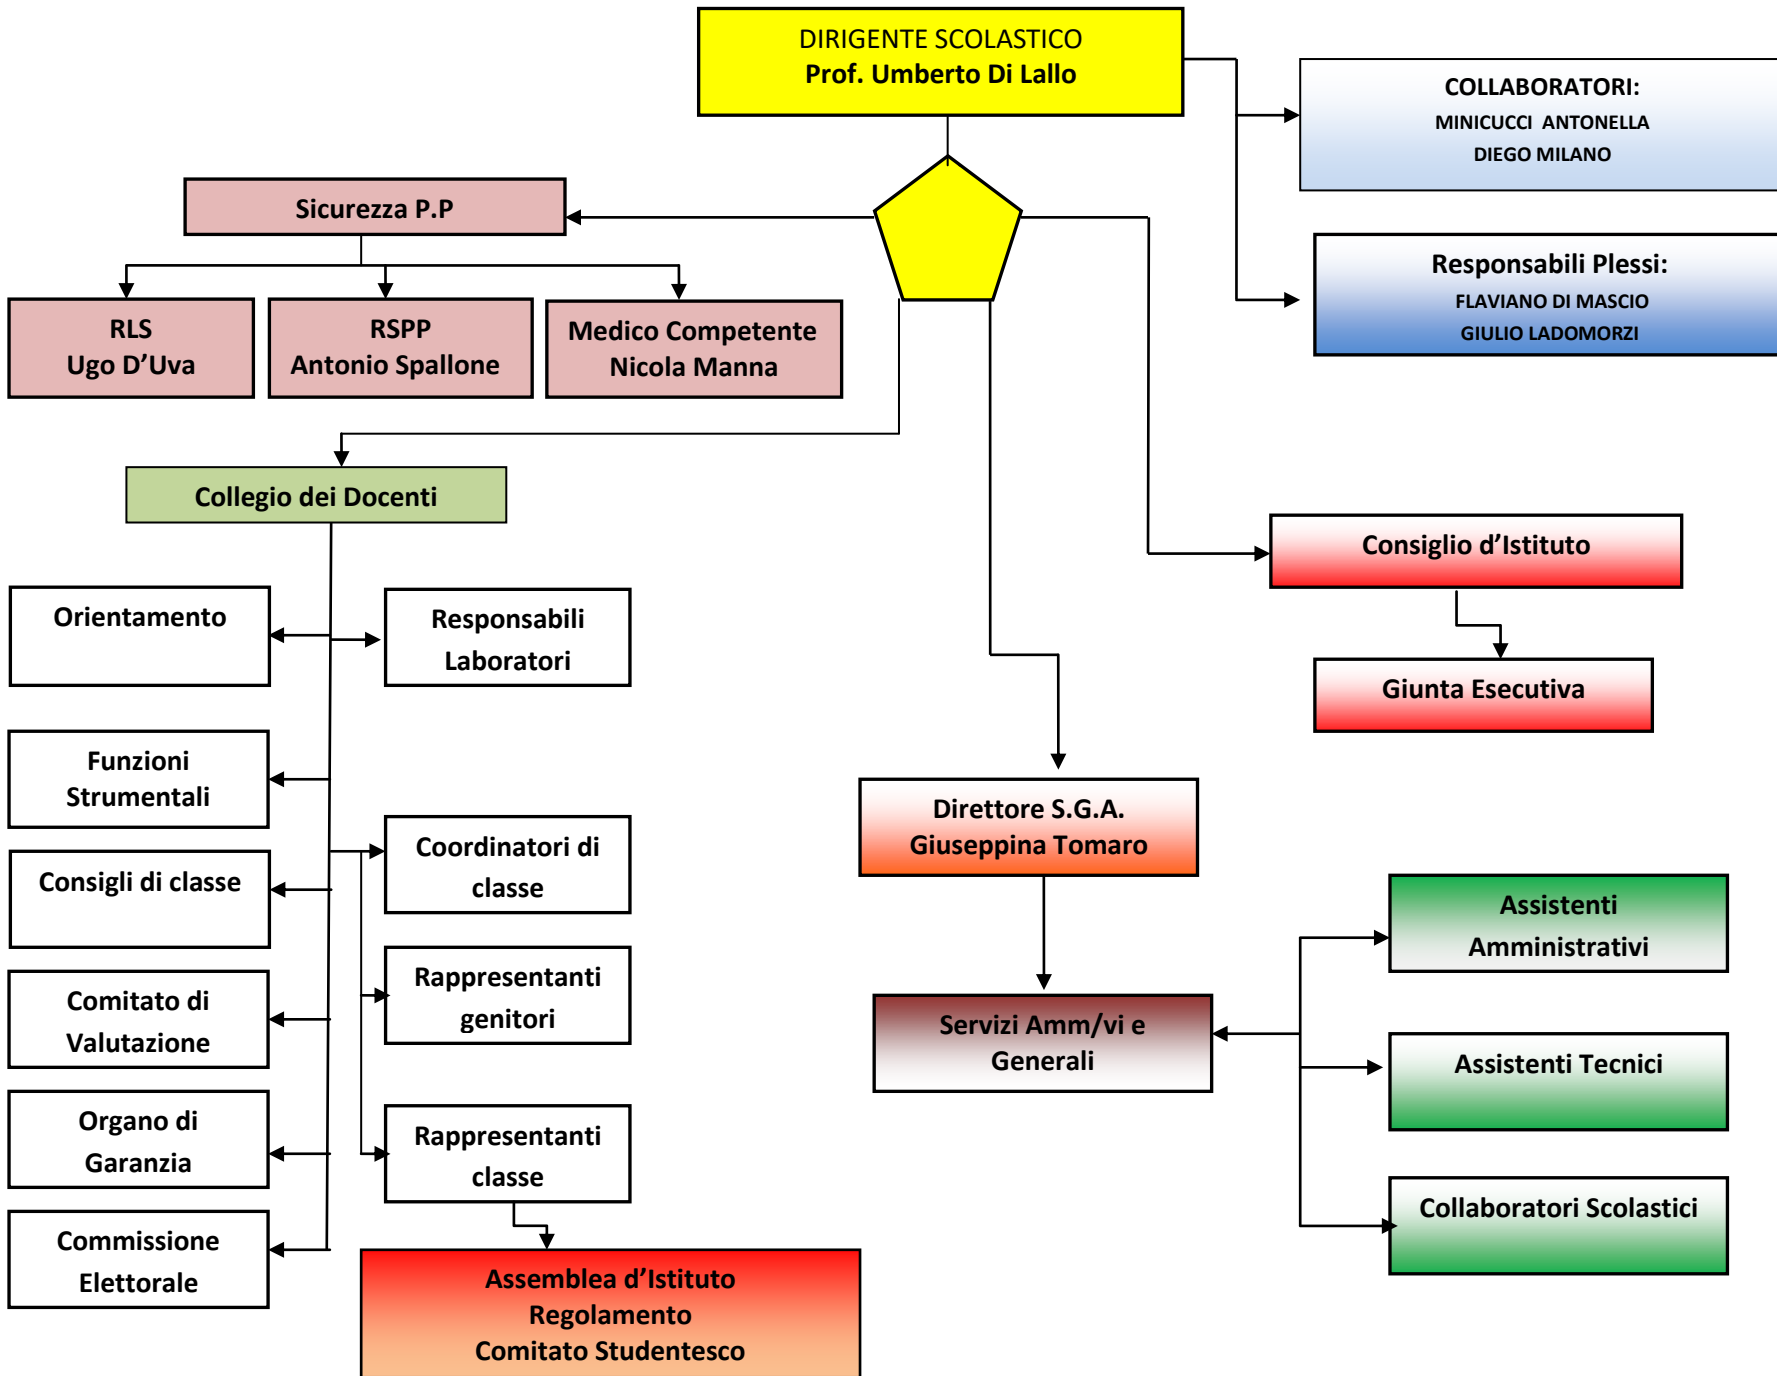 DIRIGENTE SCOLASTICO
Prof. Umberto Di Lallo
COLLABORATORI:
MINICUCCI ANTONELLA
DIEGO MILANO
Sicurezza P.P
Responsabili Plessi:
FLAVIANO DI MASCIO
GIULIO LADOMORZI
RLS
Ugo D’Uva
RSPP
Antonio Spallone
Medico Competente
Nicola Manna
Collegio dei Docenti
Consiglio d’Istituto
Giunta Esecutiva
Orientamento
Responsabili
Laboratori
Funzioni
Strumentali
Consigli di classe
Coordinatori di
classe
Rappresentanti
genitori
Comitato di
Valutazione
Organo di
Garanzia
Rappresentanti
classe
Commissione
Elettorale
Assemblea d’Istituto
Regolamento
Comitato Studentesco
Direttore S.G.A.
Giuseppina Tomaro
Servizi Amm/vi e
Generali
Assistenti
Amministrativi
Assistenti Tecnici
Collaboratori Scolastici